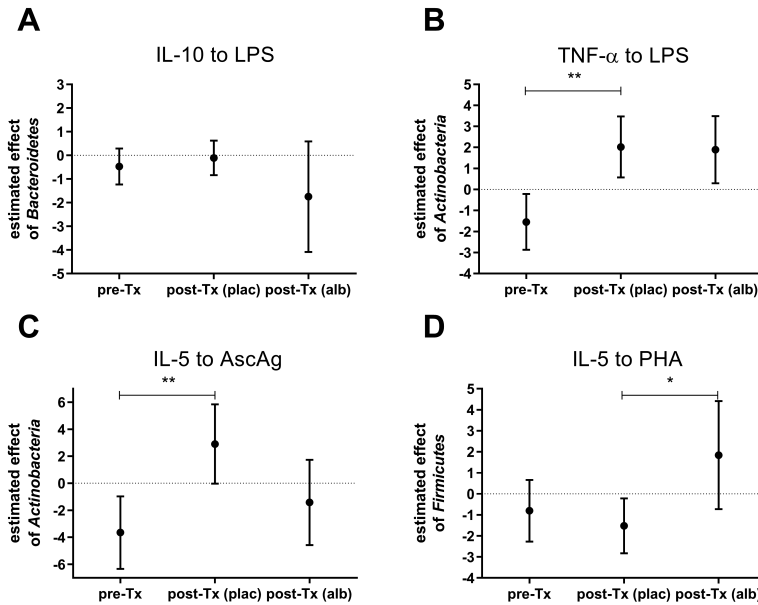 A
IL-10 to LPS
estimated effect
of Bacteroidetes
3
2
1
0
-1
-2
-3
-4
-5
pre-Tx
post-Tx (plac)
post-Tx (alb)
B
TNF-α to LPS
**
estimated effect
of Actinobacteria
5
4
3
2
1
0
-1
-2
-3
-4
pre-Tx
post-Tx (plac)
post-Tx (alb)
C
IL-5 to AscAg
**
estimated effect
of Actinobacteria
6
4
2
0
-2
-4
-6
pre-Tx
post-Tx (plac)
post-Tx (alb)
D
IL-5 to PHA
*
estimated effect
of Firmicutes
5
4
3
2
1
0
-1
-2
-3
-4
pre-Tx
post-Tx (plac)
post-Tx (alb)